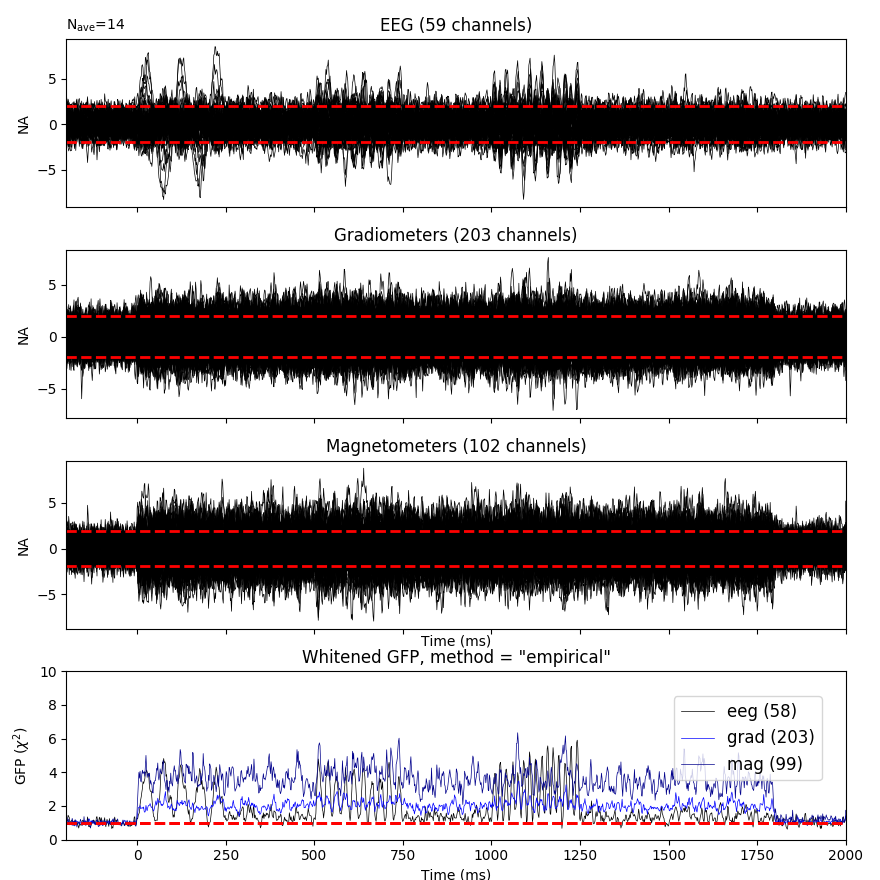 Nave=14
EEG (59 channels)
NA
5
0
−5
Gradiometers (203 channels)
NA
5
0
−5
Magnetometers (102 channels)
NA
5
0
−5
Time (ms)
Whitened GFP, method = "empirical"
GFP (χ²)
10
8
6
4
2
0
eeg (58)
grad (203)
mag (99)
0 250 500 750 1000 1250 1500 1750 2000
Time (ms)